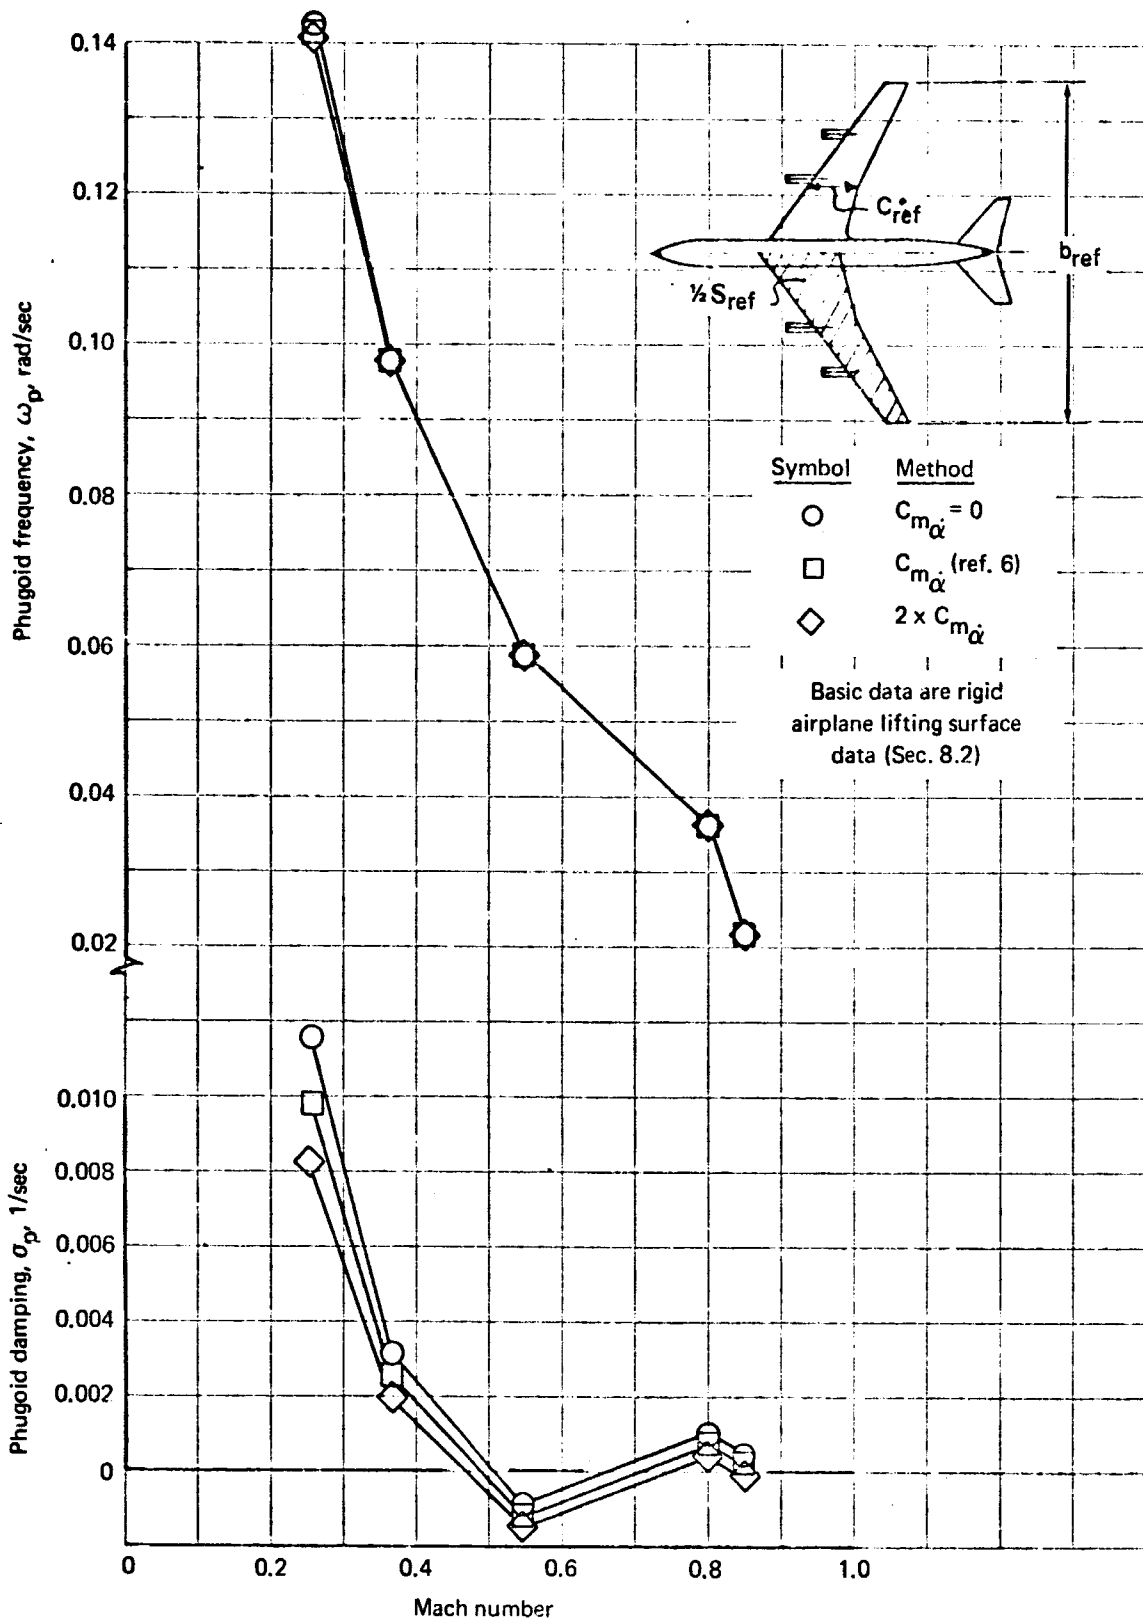 Phugoid frequency, ωp, rad/sec
0.14
0.12
0.10
0.08
0.06
0.04
0.02
C*ref
bref
½ Sref
Symbol Method
Cmα̇ = 0
Cmα̇ (ref. 6)
2 x Cmα̇
Basic data are rigid
airplane lifting surface
data (Sec. 8.2)
Phugoid damping, σp, 1/sec
0.010
0.008
0.006
0.004
0.002
0
0 0.2 0.4 0.6 0.8 1.0
Mach number